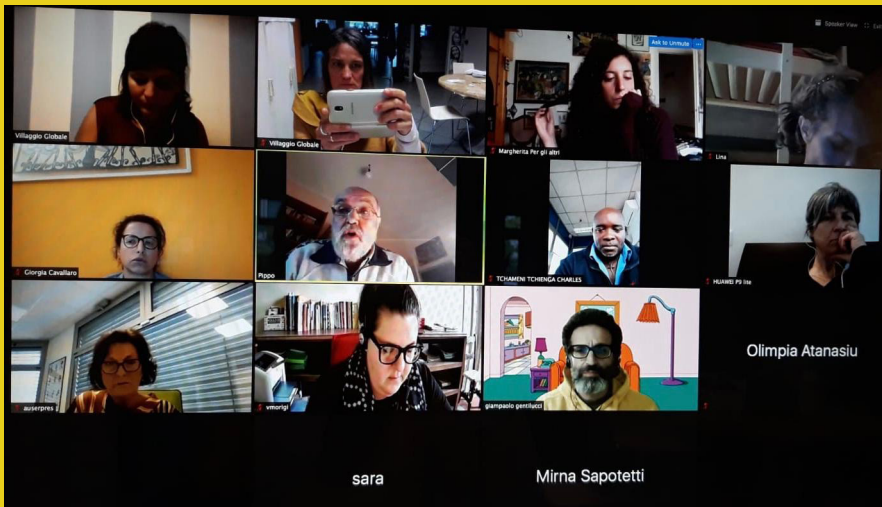 Speaker View
Villaggio Globale
Villaggio Globale
Ask to Unmute
Margherita Per gli altri
Lina
Giorgia Cavallaro
Pippo
TCHAMENI TCHIENGA CHARLES
HUAWEI P9 lite
auserpres
vmorigi
giampaolo gentilucci
Olimpia Atanasiu
sara
Mirna Sapotetti